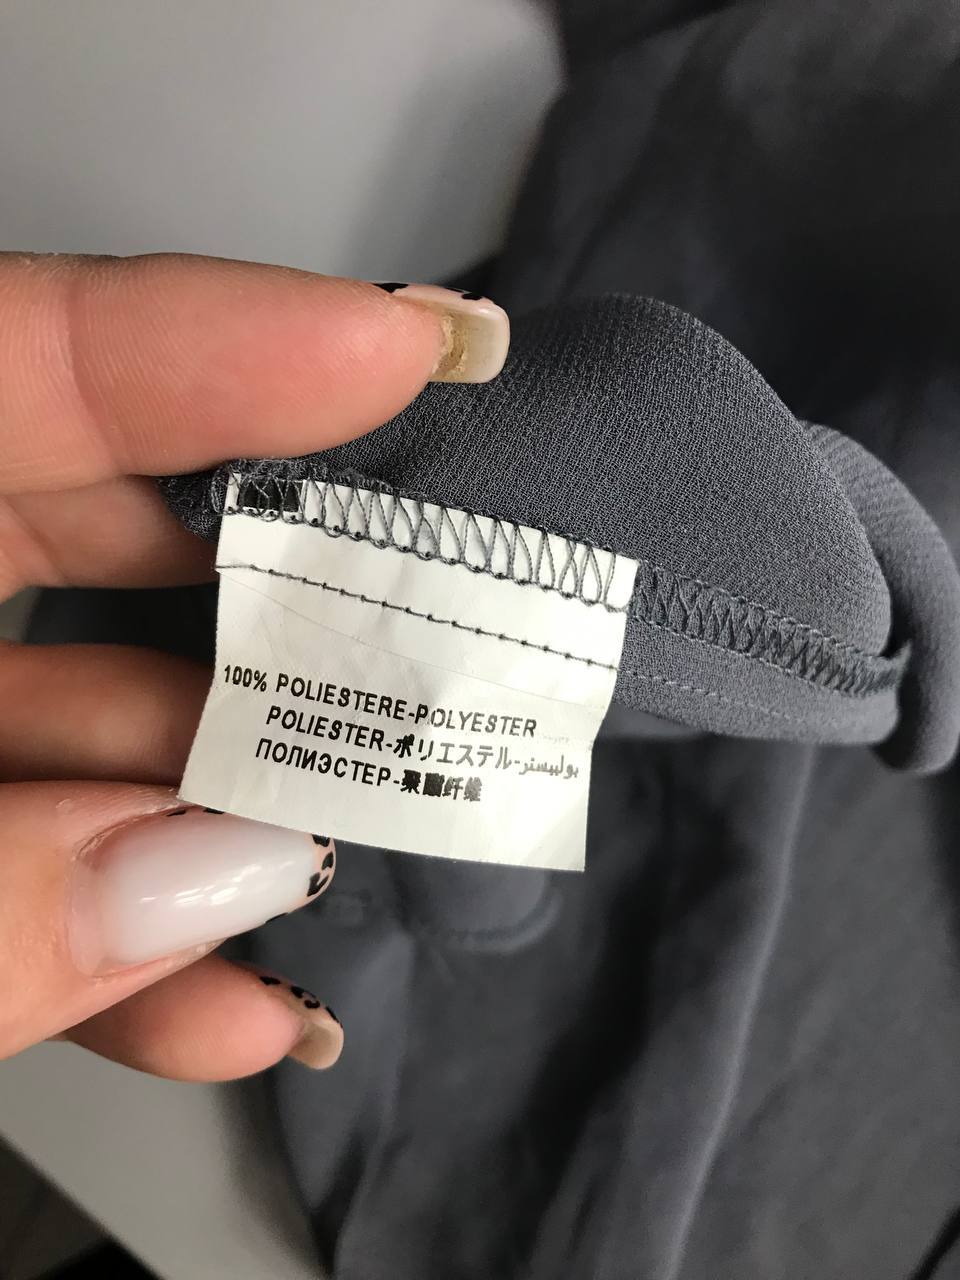 100% POLIESTERE-POLYESTER
POLIESTER-ポリエステル-بوليستر
ПОЛИЭСТЕР-聚酯纤维